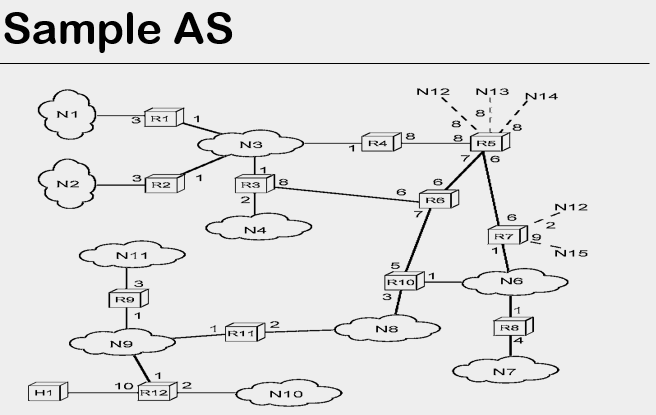 Sample AS
N12 N13 N14
8 8 8
N1 3 R1 1
N3 1 R4 8 8 R5
7 6
N2 3 R2 1
1
R3 8
2
6 6 R6
7
N4
6 N12
R7 2
9
1 N15
N11
3
R9
1
5
R10 1 N6
3
1
R8
4
N9 1 R11 2 N8
N7
1
H1 10 R12 2 N10